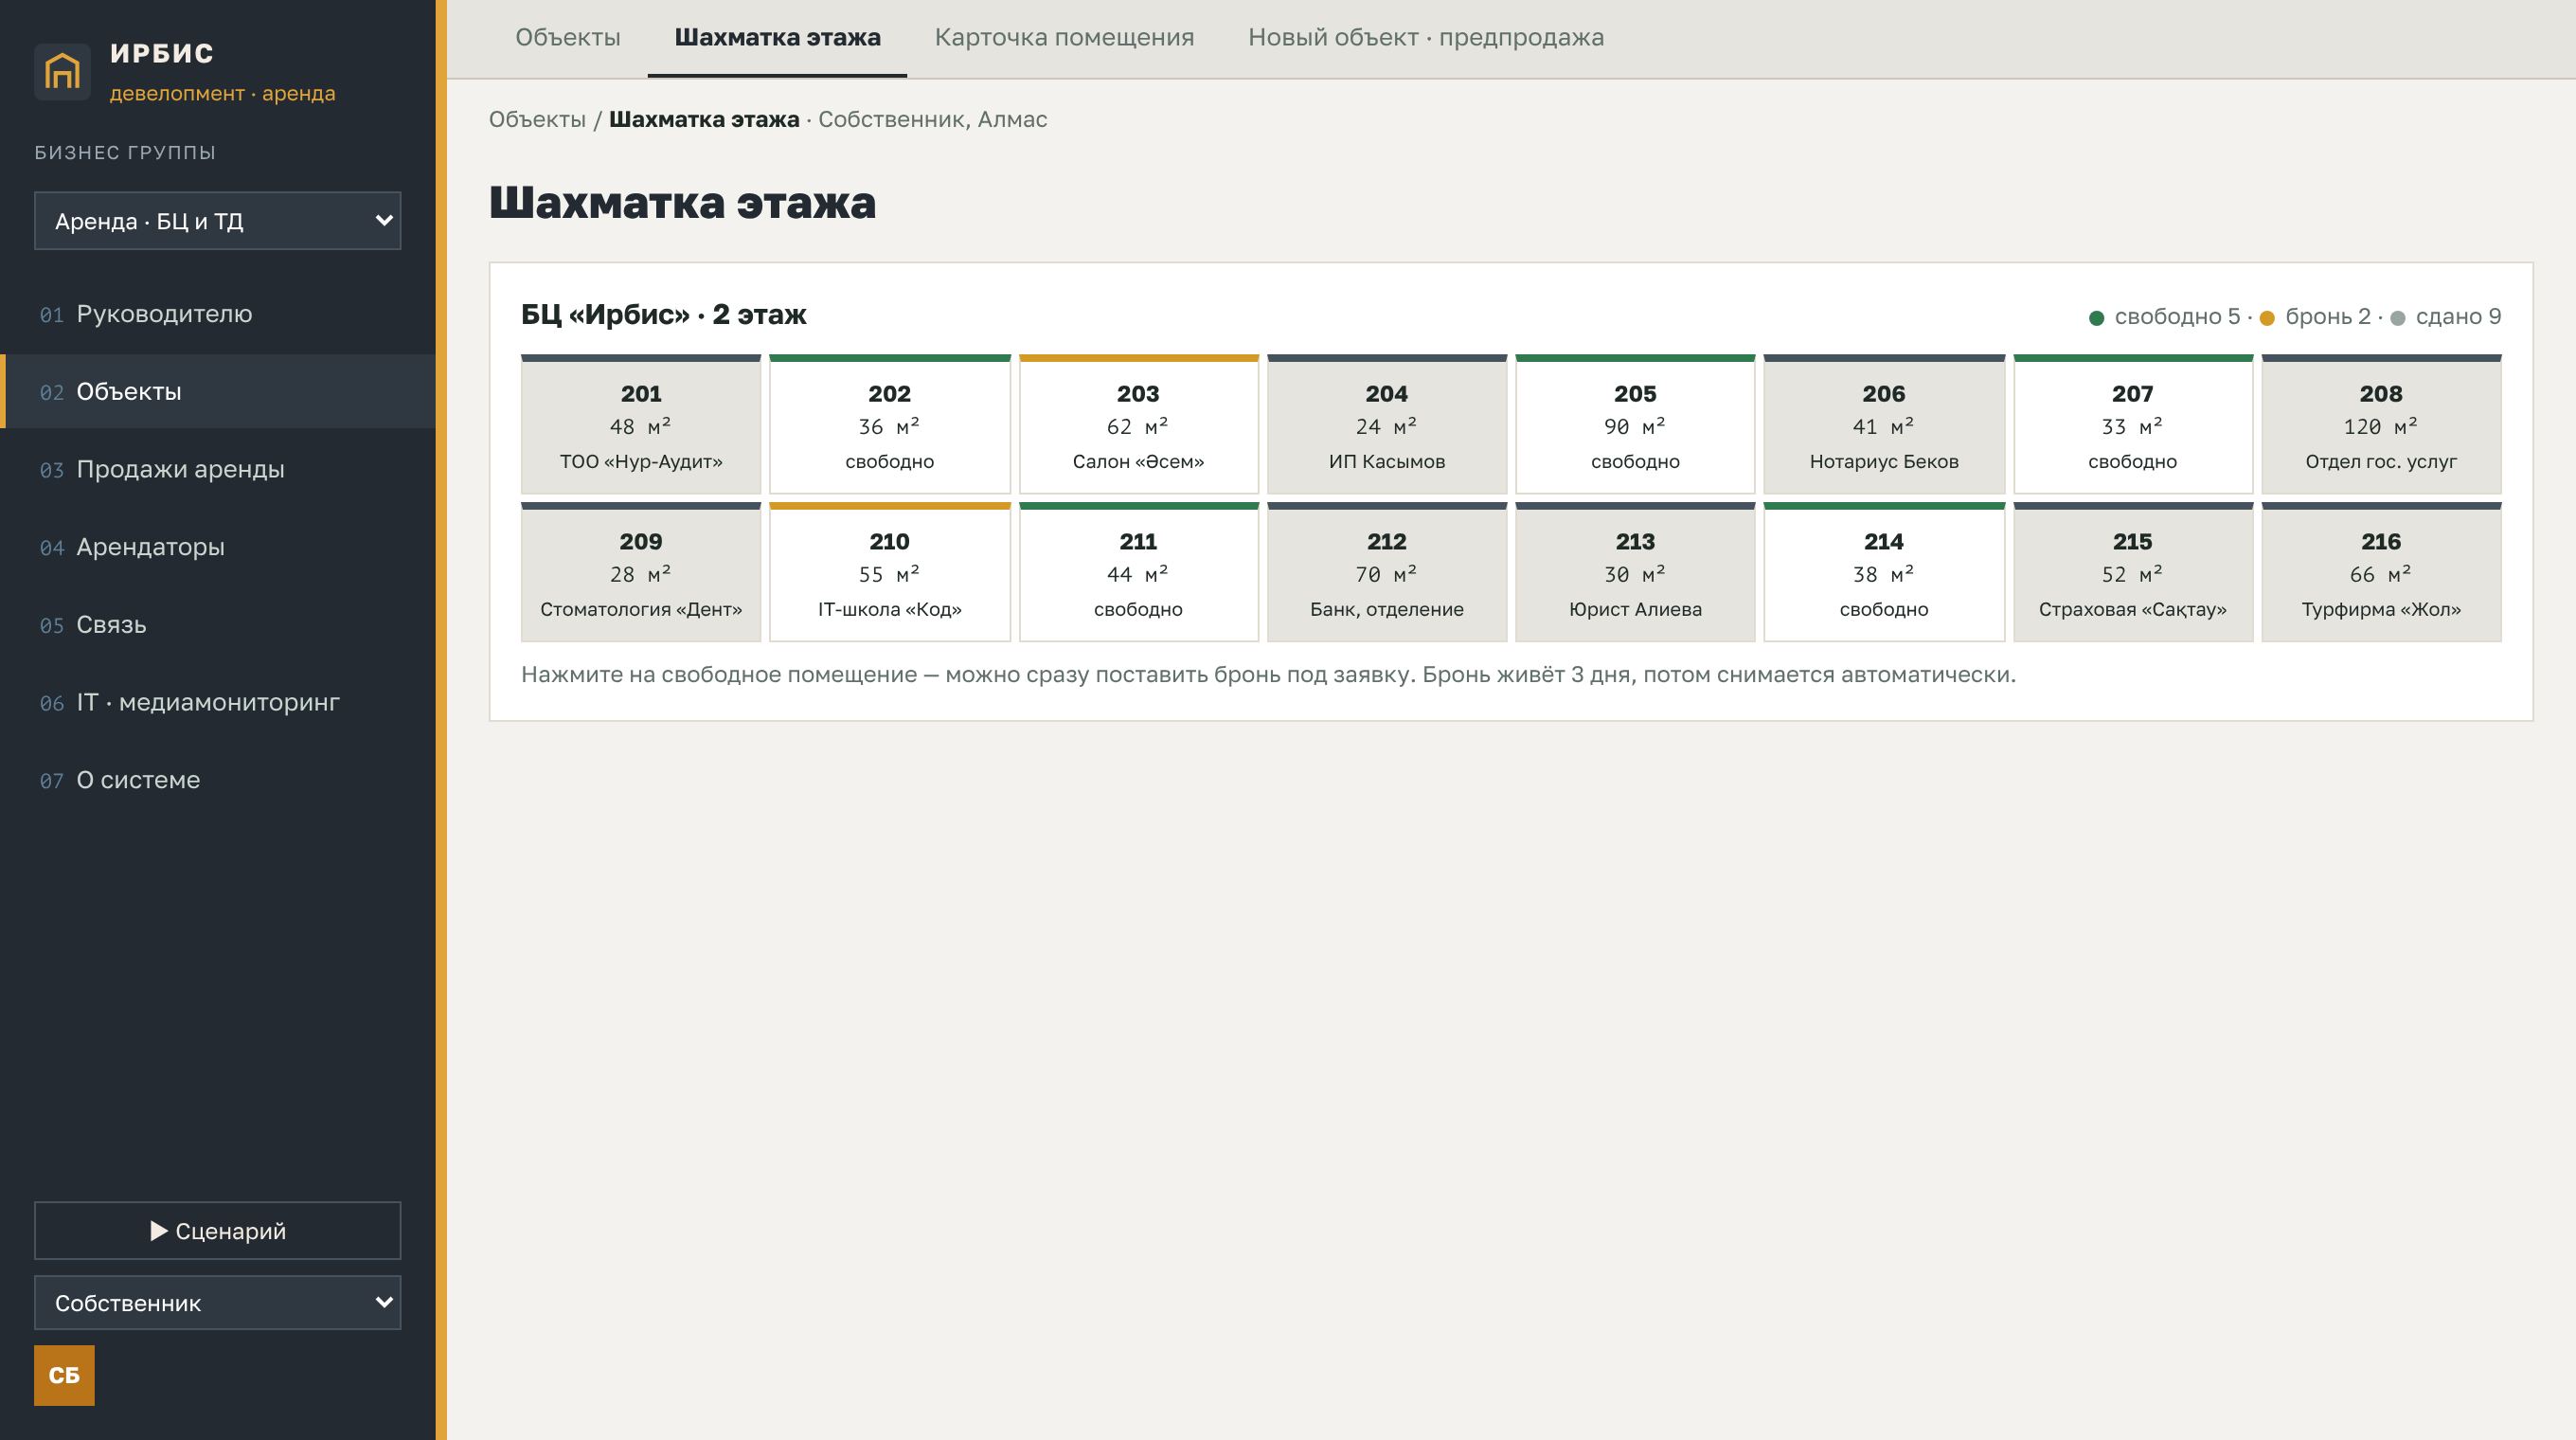 ИРБИС
девелопмент · аренда
БИЗНЕС ГРУППЫ
Аренда · БЦ и ТД
01 Руководителю
02 Объекты
03 Продажи аренды
04 Арендаторы
05 Связь
06 IT · медиамониторинг
07 О системе
▶ Сценарий
Собственник
СБ
Объекты Шахматка этажа Карточка помещения Новый объект · предпродажа
Объекты / Шахматка этажа · Собственник, Алмас
Шахматка этажа
БЦ «Ирбис» · 2 этаж
свободно 5 · бронь 2 · сдано 9
201 202 203 204 205 206 207 208
48 м² 36 м² 62 м² 24 м² 90 м² 41 м² 33 м² 120 м²
ТОО «Нур-Аудит» свободно Салон «Әсем» ИП Касымов свободно Нотариус Беков свободно Отдел гос. услуг
209 210 211 212 213 214 215 216
28 м² 55 м² 44 м² 70 м² 30 м² 38 м² 52 м² 66 м²
Стоматология «Дент» IT-школа «Код» свободно Банк, отделение Юрист Алиева свободно Страховая «Сақтау» Турфирма «Жол»
Нажмите на свободное помещение — можно сразу поставить бронь под заявку. Бронь живёт 3 дня, потом снимается автоматически.